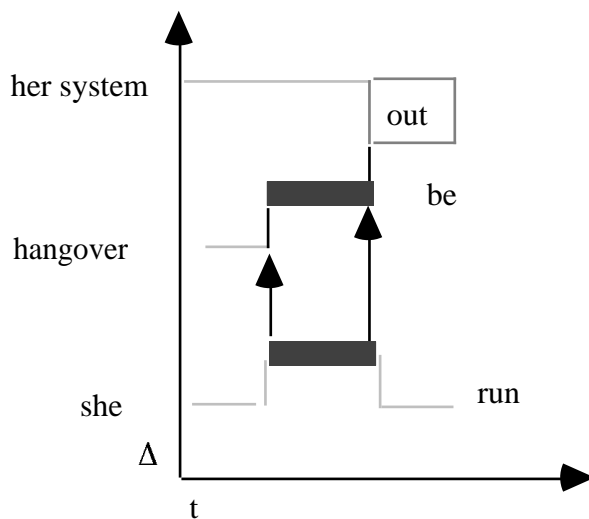 her system
out
be
hangover
run
she
Δ
t